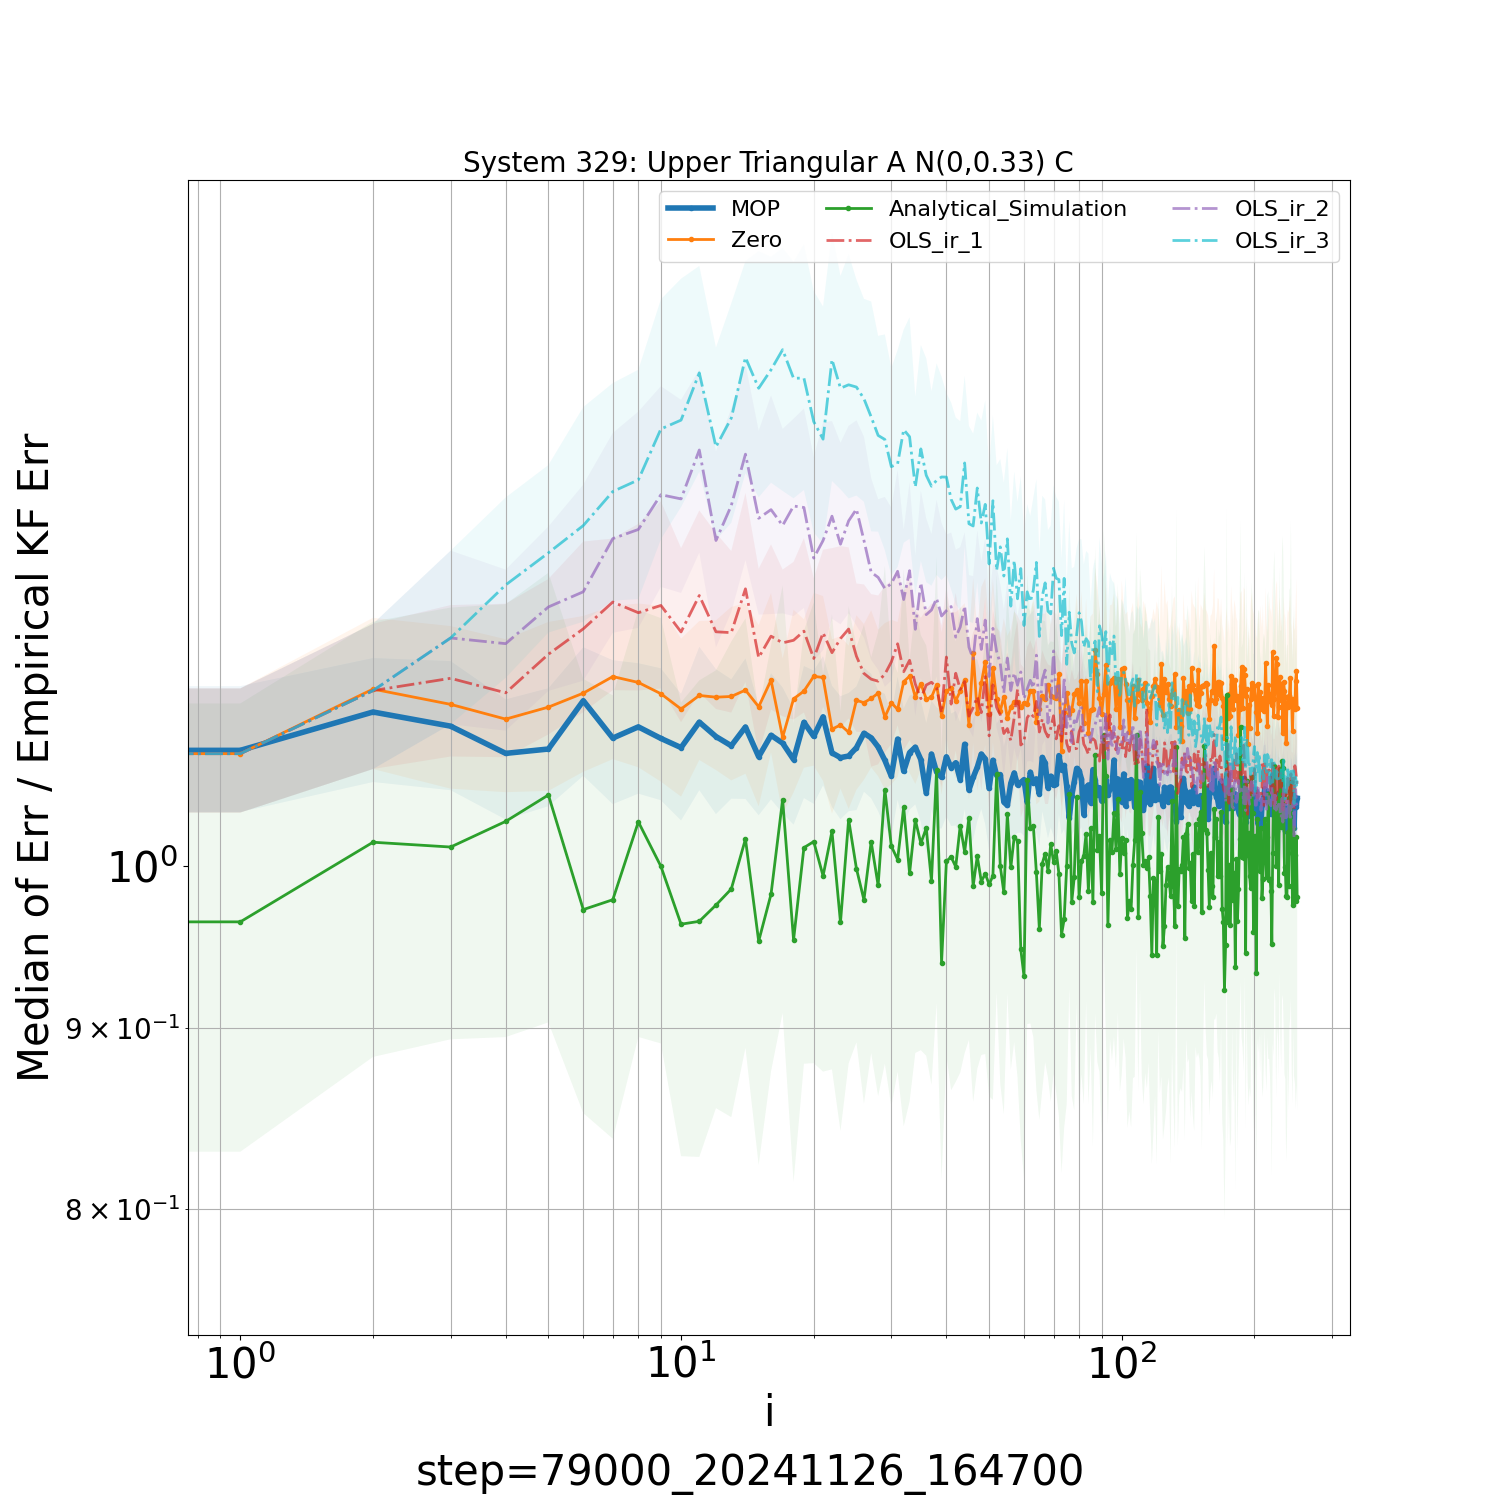 System 329: Upper Triangular A N(0,0.33) C
MOP
Zero
Analytical_Simulation
OLS_ir_1
OLS_ir_2
OLS_ir_3
Median of Err / Empirical KF Err
10⁰
9 × 10⁻¹
8 × 10⁻¹
10⁰ 10¹ 10²
i
step=79000_20241126_164700